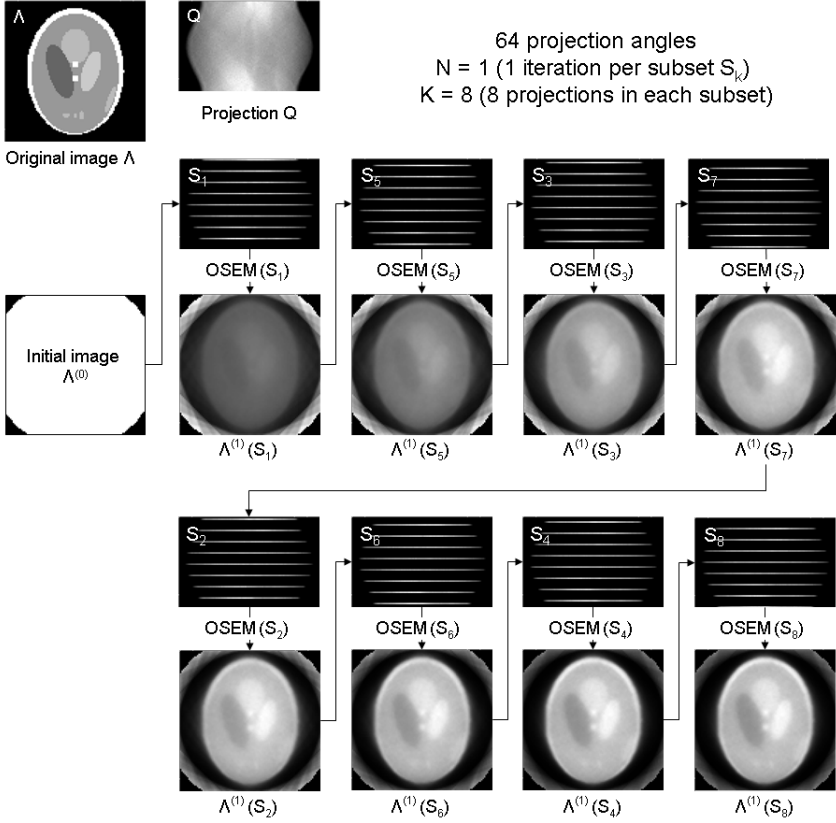 Λ
Q
64 projection angles
N = 1 (1 iteration per subset Sₖ)
K = 8 (8 projections in each subset)
Projection Q
Original image Λ
S₁ S₅ S₃ S₇
OSEM (S₁) OSEM (S₅) OSEM (S₃) OSEM (S₇)
Initial image
Λ⁽⁰⁾
Λ⁽¹⁾ (S₁) Λ⁽¹⁾ (S₅) Λ⁽¹⁾ (S₃) Λ⁽¹⁾ (S₇)
S₂ S₆ S₄ S₈
OSEM (S₂) OSEM (S₆) OSEM (S₄) OSEM (S₈)
Λ⁽¹⁾ (S₂) Λ⁽¹⁾ (S₆) Λ⁽¹⁾ (S₄) Λ⁽¹⁾ (S₈)